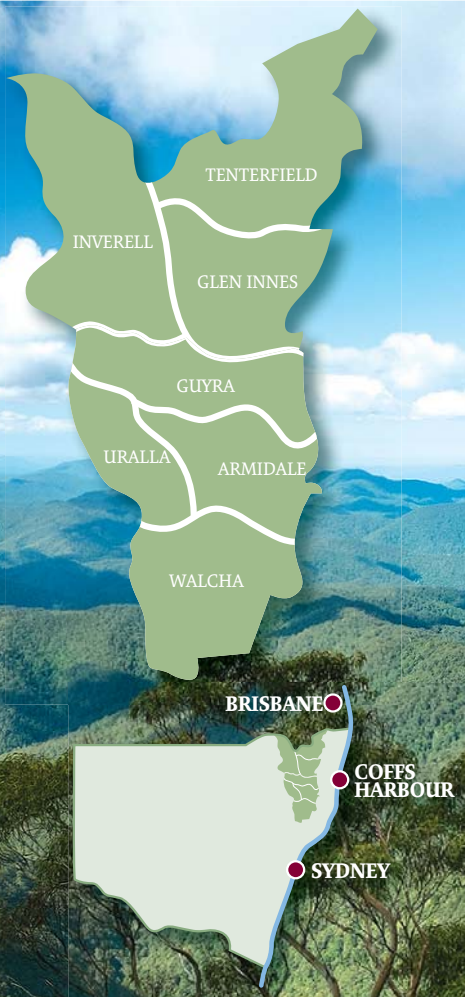 TENTERFIELD
INVERELL
GLEN INNES
GUYRA
URALLA
ARMIDALE
WALCHA
BRISBANE
COFFS
HARBOUR
SYDNEY